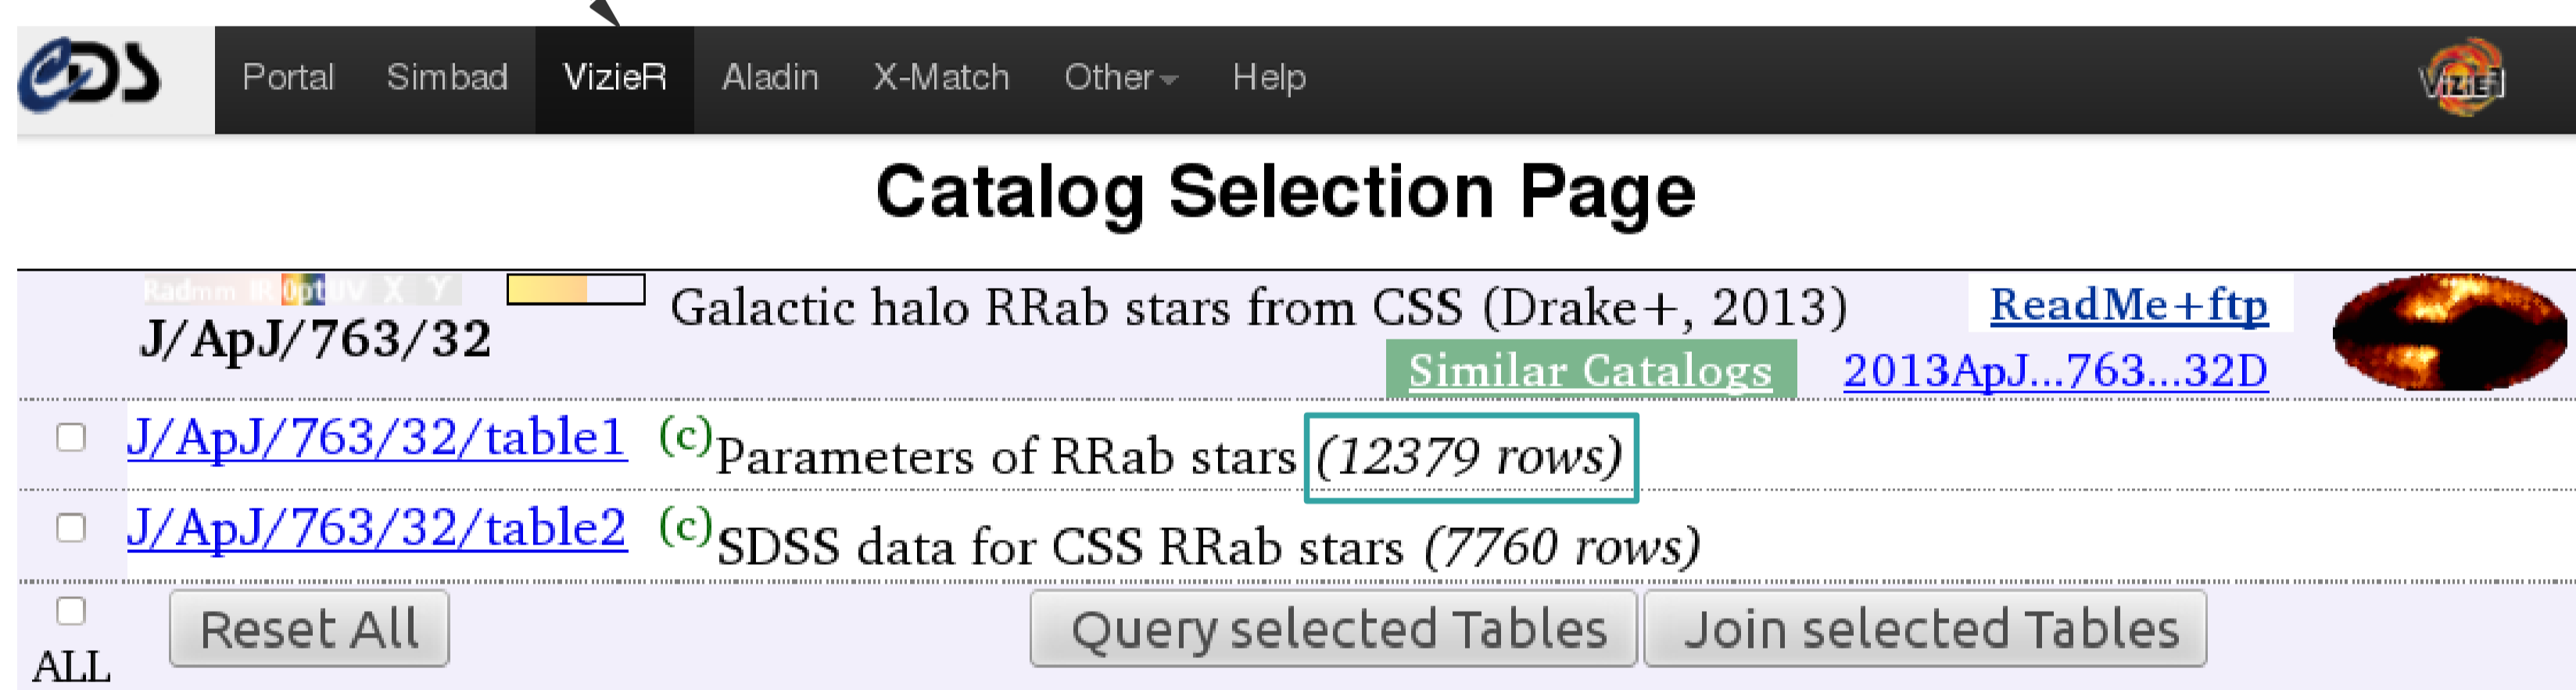 CDS Portal Simbad VizieR Aladin X-Match Other Help VizieR
Catalog Selection Page
Radmm IR Opt UV X γ
J/ApJ/763/32
Galactic halo RRab stars from CSS (Drake+, 2013)
ReadMe+ftp
Similar Catalogs 2013ApJ...763...32D
J/ApJ/763/32/table1 (c)Parameters of RRab stars (12379 rows)
J/ApJ/763/32/table2 (c)SDSS data for CSS RRab stars (7760 rows)
ALL Reset All Query selected Tables Join selected Tables